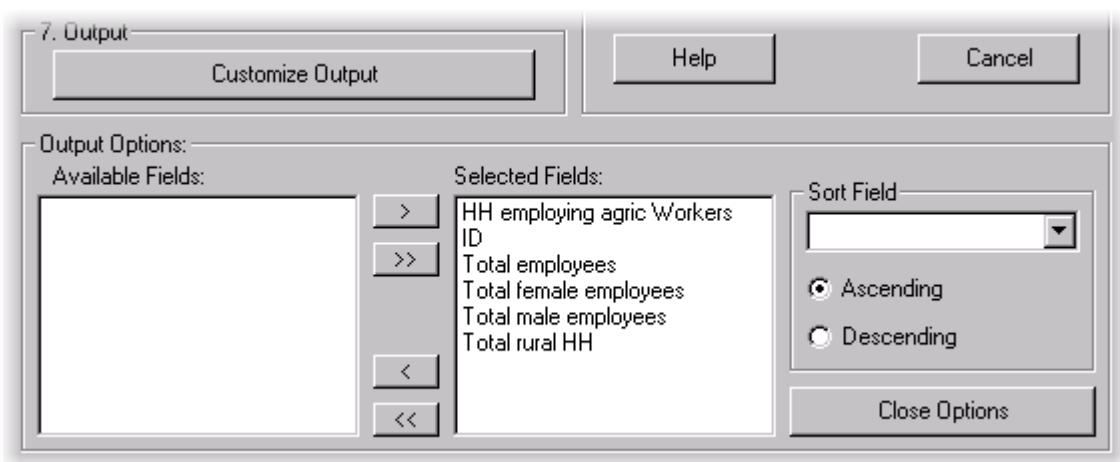 7. Output
Customize Output
Help
Cancel
Output Options:
Available Fields:
>
>>
<
<<
Selected Fields:
HH employing agric Workers
ID
Total employees
Total female employees
Total male employees
Total rural HH
Sort Field
Ascending
Descending
Close Options